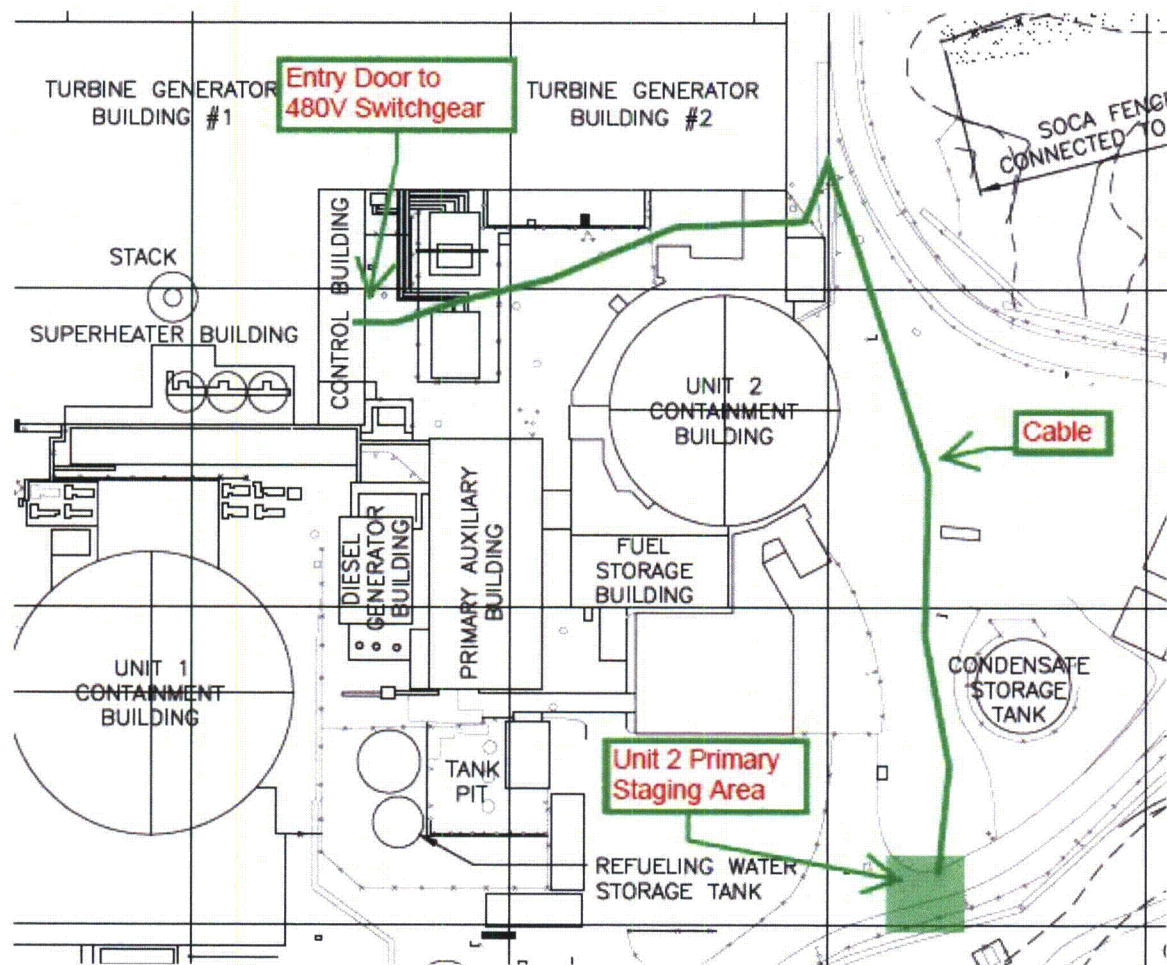 TURBINE GENERATOR
BUILDING #1
Entry Door to
480V Switchgear
TURBINE GENERATOR
BUILDING #2
SOCA FENCE
CONNECTED TO
STACK
CONTROL BUILDING
SUPERHEATER BUILDING
UNIT 2
CONTAINMENT
BUILDING
Cable
DIESEL
GENERATOR
BUILDING
PRIMARY AUXILIARY
BUILDING
FUEL
STORAGE
BUILDING
UNIT 1
CONTAINMENT
BUILDING
CONDENSATE
STORAGE
TANK
Unit 2 Primary
Staging Area
TANK
PIT
REFUELING WATER
STORAGE TANK